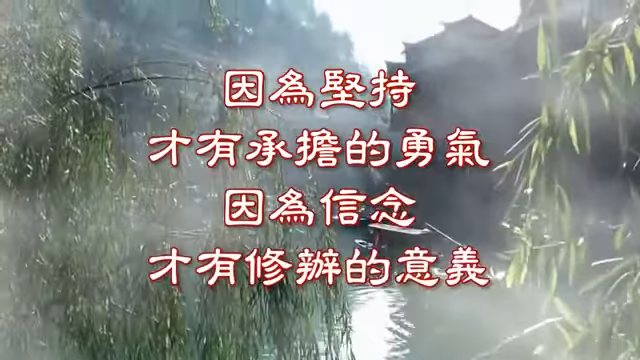 因為堅持
才有承擔的勇氣
因為信念
才有修辦的意義